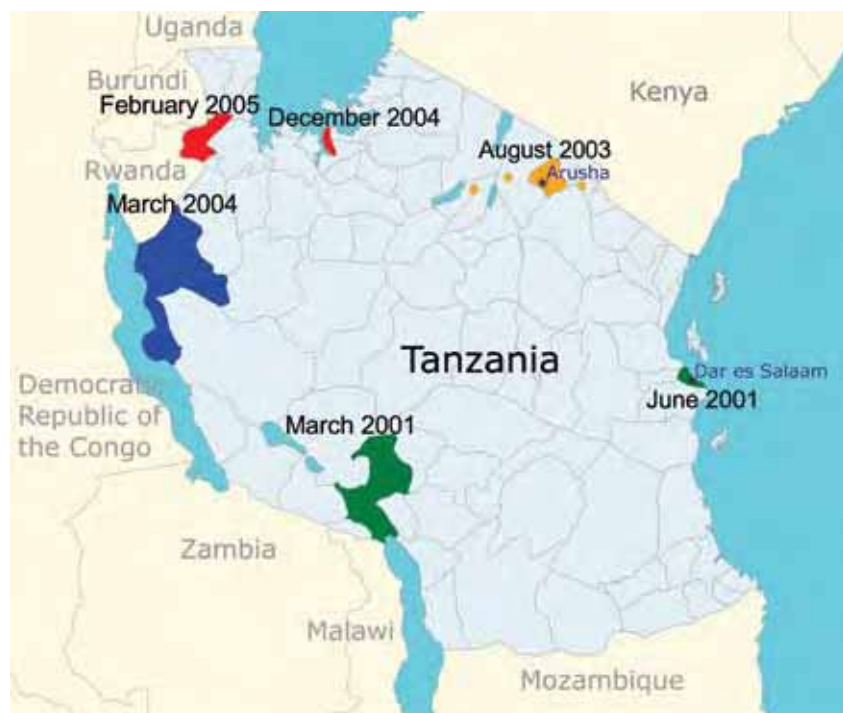 Uganda
Burundi
February 2005
December 2004
Kenya
August 2003
Arusha
Rwanda
March 2004
Tanzania
Dar es Salaam
June 2001
Democratic
Republic of
the Congo
March 2001
Zambia
Malawi
Mozambique